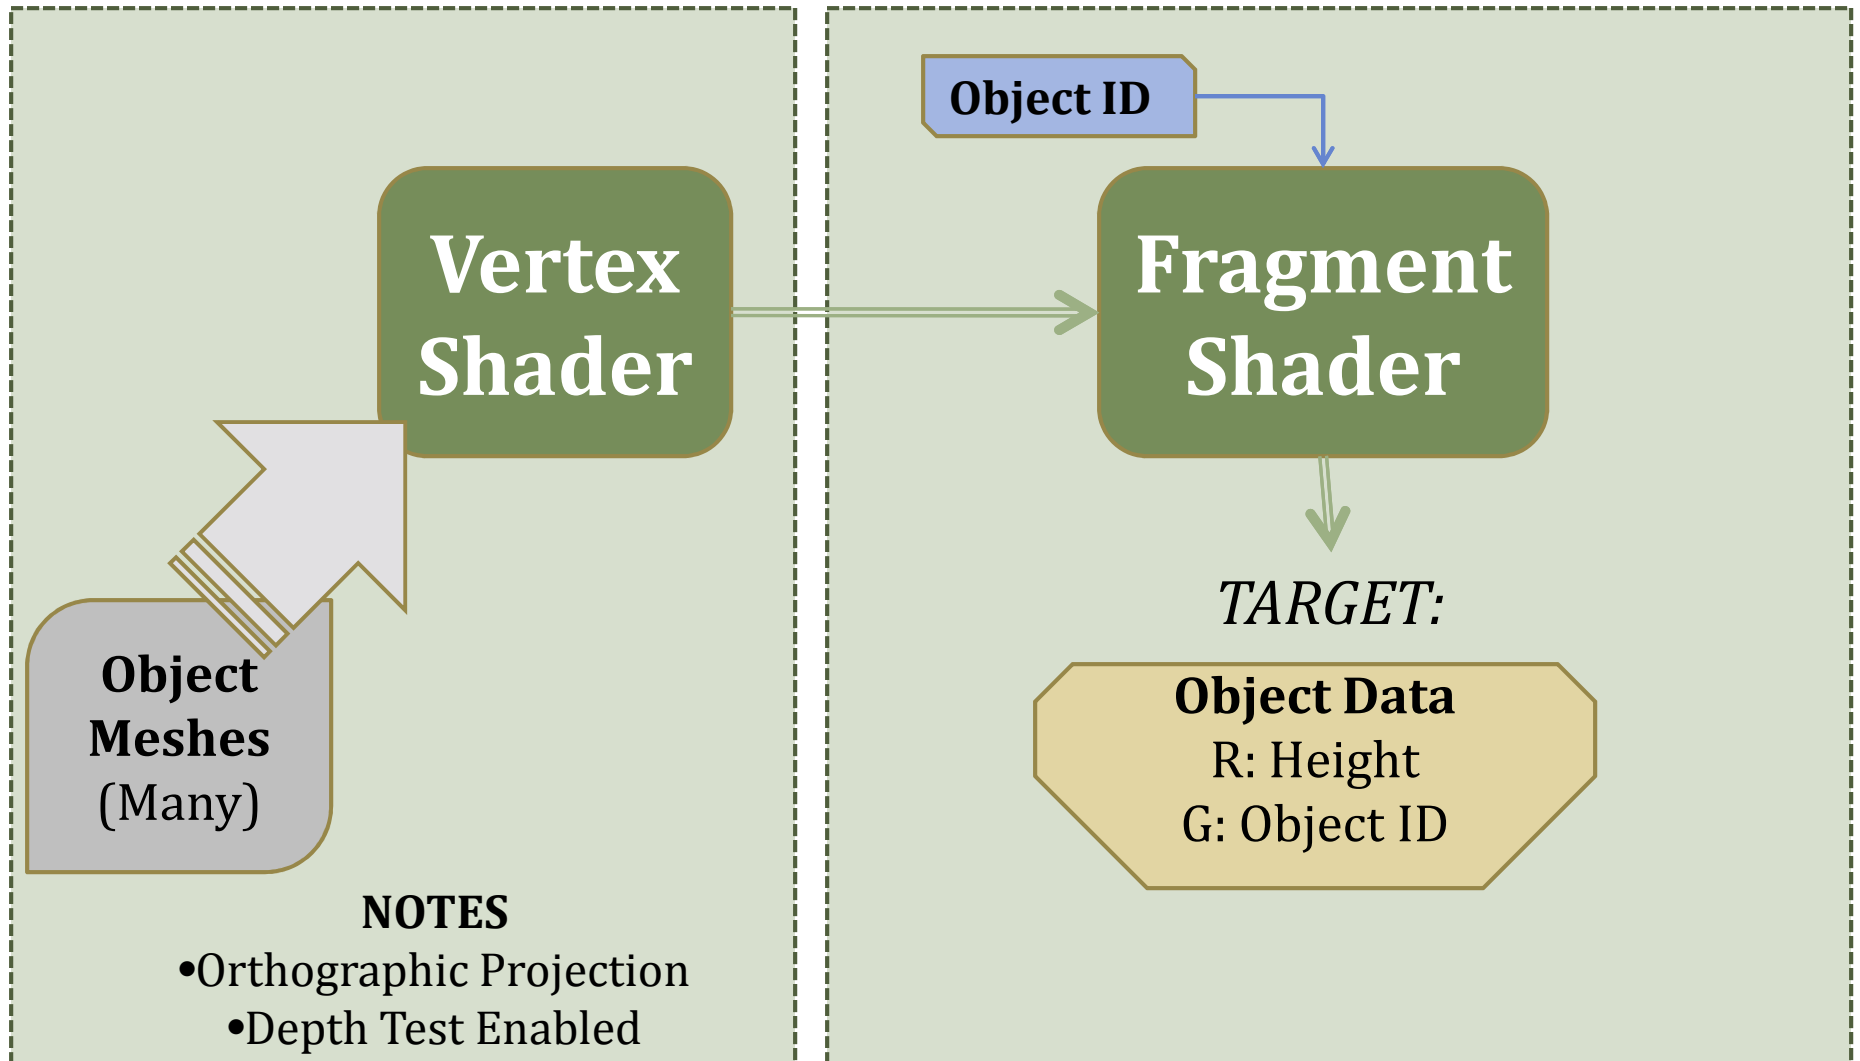 Object ID
Vertex
Shader
Fragment
Shader
TARGET:
Object
Meshes
(Many)
Object Data
R: Height
G: Object ID
NOTES
•Orthographic Projection
•Depth Test Enabled